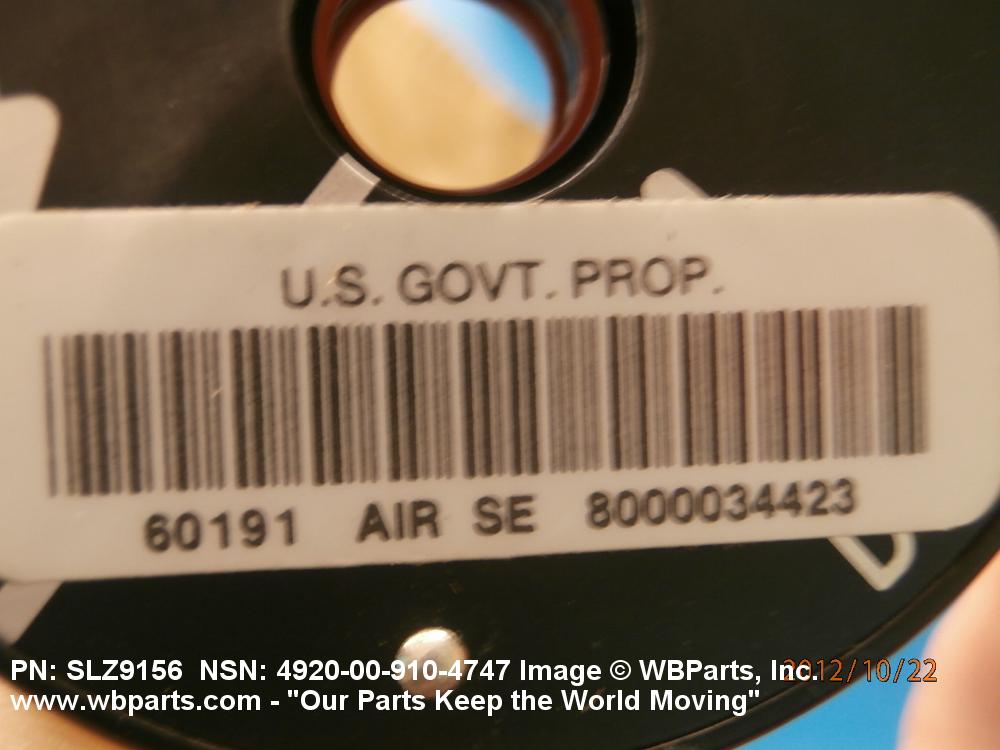 U.S. GOVT. PROP.
60191 AIR SE 8000034423
PN: SLZ9156 NSN: 4920-00-910-4747 Image © WBParts, Inc.
2012/10/22
www.wbparts.com - "Our Parts Keep the World Moving"